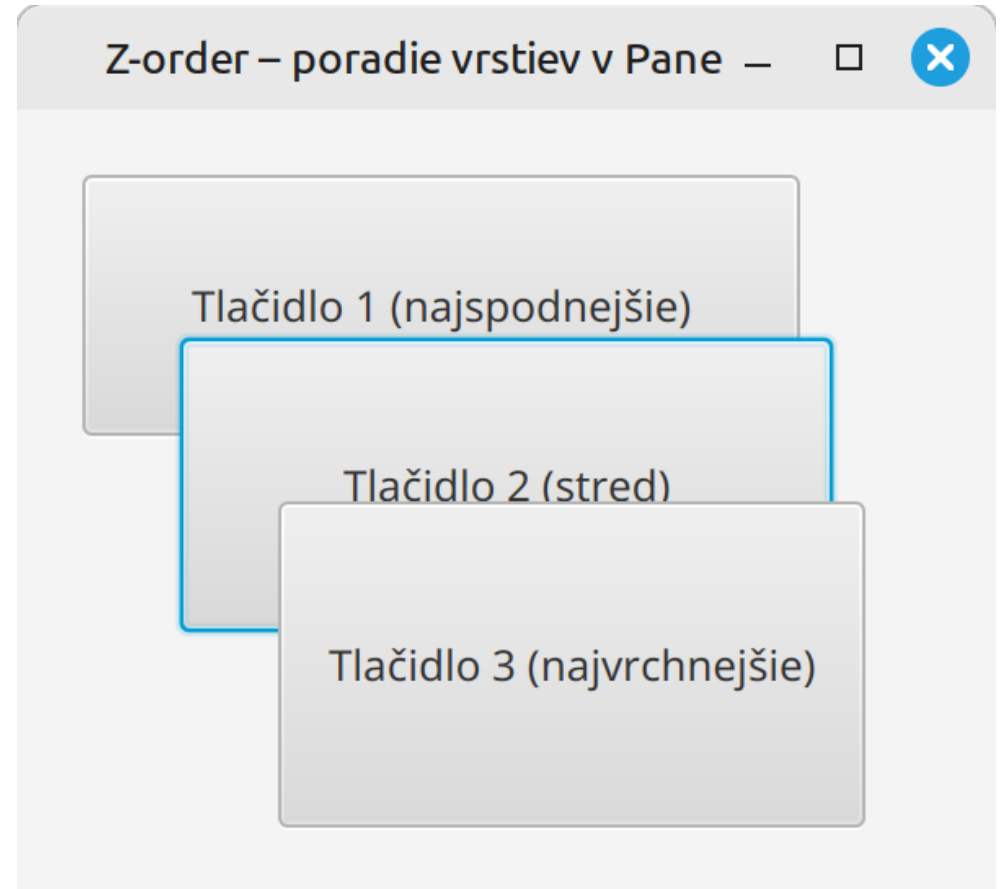 Z-order – poradie vrstiev v Pane
Tlačidlo 1 (najspodnejšie)
Tlačidlo 2 (stred)
Tlačidlo 3 (najvrchnejšie)